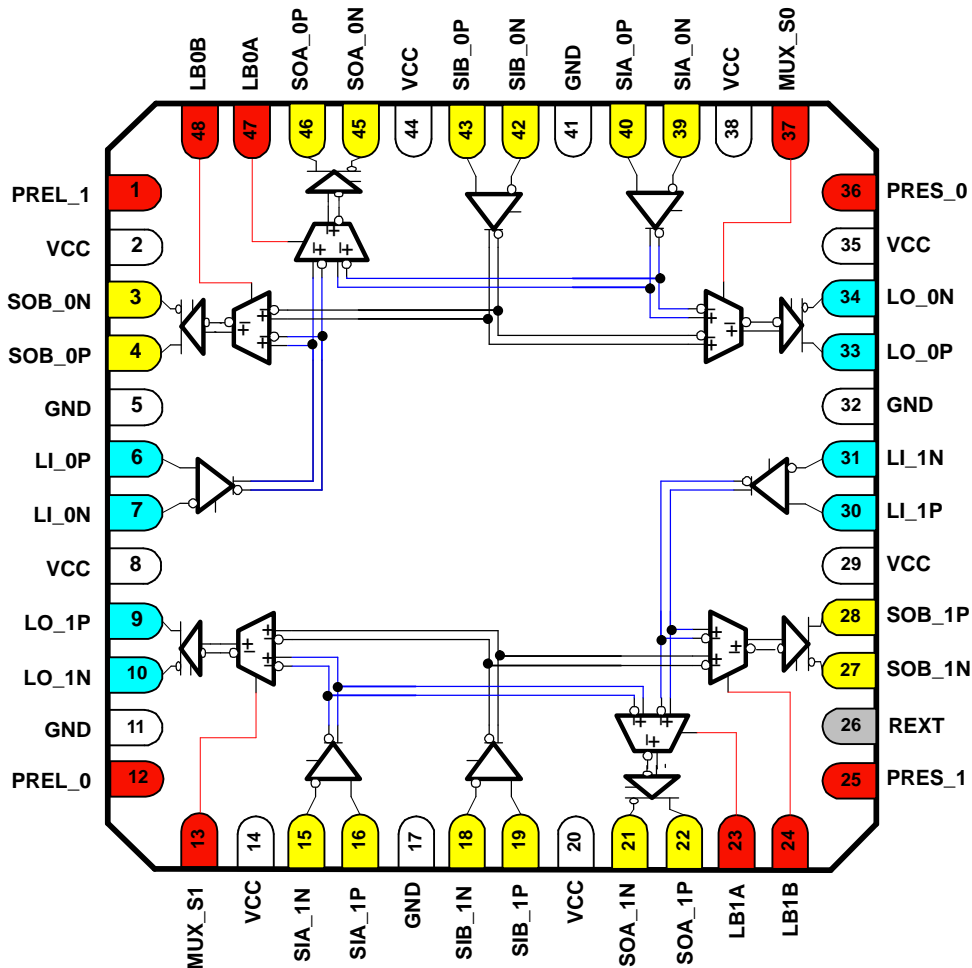 LB0B
LB0A
SOA_0P
SOA_0N
VCC
SIB_0P
SIB_0N
GND
SIA_0P
SIA_0N
VCC
MUX_S0
48
47
46
45
44
43
42
41
40
39
38
37
PREL_1 1
VCC 2
SOB_0N 3
SOB_0P 4
GND 5
LI_0P 6
LI_0N 7
VCC 8
LO_1P 9
LO_1N 10
GND 11
PREL_0 12
36 PRES_0
35 VCC
34 LO_0N
33 LO_0P
32 GND
31 LI_1N
30 LI_1P
29 VCC
28 SOB_1P
27 SOB_1N
26 REXT
25 PRES_1
13
14
15
16
17
18
19
20
21
22
23
24
MUX_S1
VCC
SIA_1N
SIA_1P
GND
SIB_1N
SIB_1P
VCC
SOA_1N
SOA_1P
LB1A
LB1B